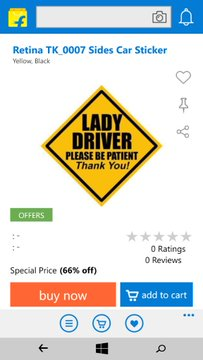 Retina TK_0007 Sides Car Sticker
Yellow, Black
LADY
DRIVER
PLEASE BE PATIENT
Thank You!
OFFERS
: -
: -
0 Ratings
0 Reviews
Special Price (66% off)
buy now
add to cart